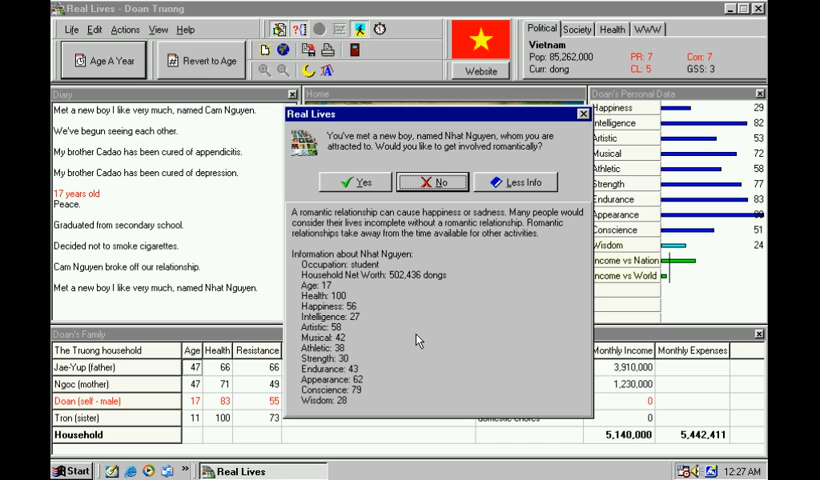 Real Lives - Doan Truong
Life Edit Actions View Help
Age A Year
Revert to Age
Website
Political Society Health WWW
Vietnam
Pop: 85,262,000 PR: 7 Corr: 7
Curr: dong CL: 5 GSS: 3
Diary
Met a new boy I like very much, named Cam Nguyen.
We've begun seeing each other.
My brother Cadao has been cured of appendicitis.
My brother Cadao has been cured of depression.
17 years old
Peace.
Graduated from secondary school.
Decided not to smoke cigarettes.
Cam Nguyen broke off our relationship.
Met a new boy I like very much, named Nhat Nguyen.
Home
Real Lives
You've met a new boy, named Nhat Nguyen, whom you are
attracted to. Would you like to get involved romantically?
Yes
No
Less Info
A romantic relationship can cause happiness or sadness. Many people would
consider their lives incomplete without a romantic relationship. Romantic
relationships take away from the time available for other activities.
Information about Nhat Nguyen:
Occupation: student
Household Net Worth: 502,436 dongs
Age: 17
Health: 100
Happiness: 56
Intelligence: 27
Artistic: 58
Musical: 42
Athletic: 38
Strength: 30
Endurance: 43
Appearance: 62
Conscience: 79
Wisdom: 28
Doan's Personal Data
Happiness 29
Intelligence 82
Artistic 53
Musical 72
Athletic 58
Strength 77
Endurance 83
Appearance
Conscience 51
Wisdom 24
Income vs Nation
Income vs World
Doan's Family
The Truong household Age Health Resistance Monthly Income Monthly Expenses
Jae-Yup (father) 47 66 66 3,910,000
Ngoc (mother) 47 71 49 1,230,000
Doan (self - male) 17 83 55 0
Tron (sister) 11 100 73 domestic chores 0
Household 5,140,000 5,442,411
Start
Real Lives
12:27 AM